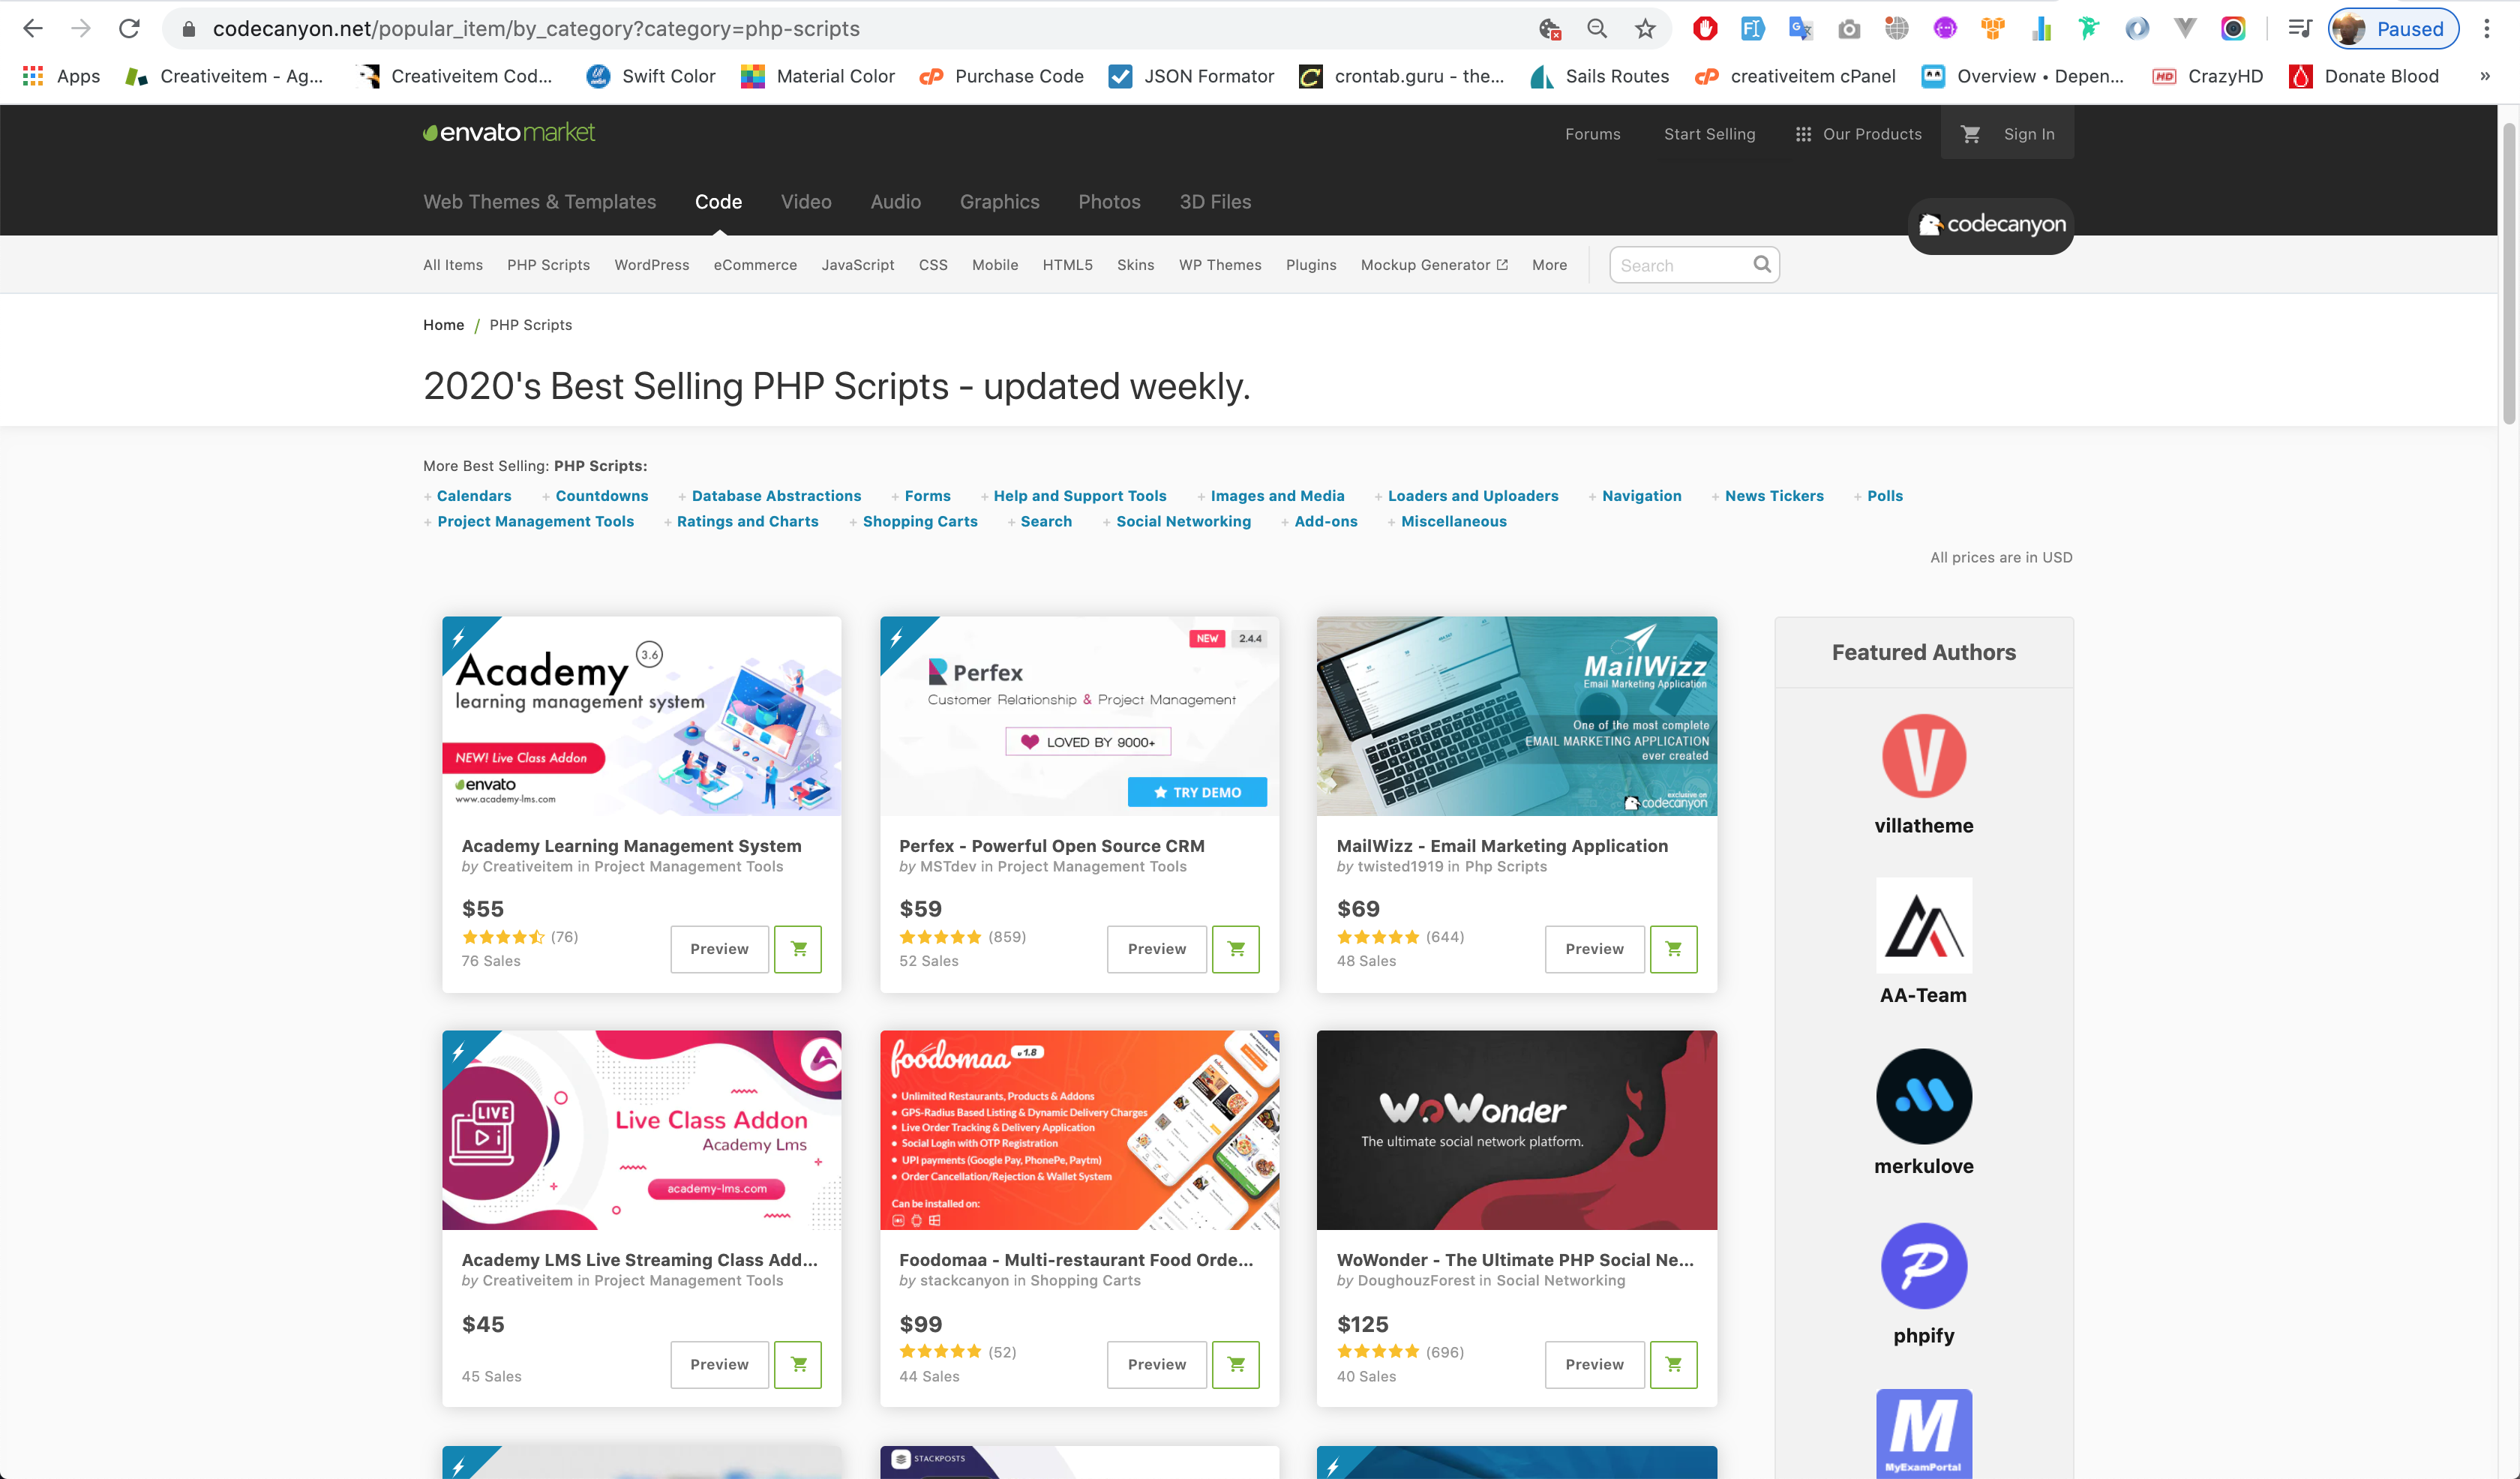 codecanyon.net/popular_item/by_category?category=php-scripts
Paused
Apps
Creativeitem - Ag...
Creativeitem Cod...
Swift Color
Material Color
Purchase Code
JSON Formator
crontab.guru - the...
Sails Routes
creativeitem cPanel
Overview • Depen...
HD
CrazyHD
Donate Blood
»
envatomarket
Forums
Start Selling
Our Products
Sign In
Web Themes & Templates
Code
Video
Audio
Graphics
Photos
3D Files
codecanyon
All Items
PHP Scripts
WordPress
eCommerce
JavaScript
CSS
Mobile
HTML5
Skins
WP Themes
Plugins
Mockup Generator
More
Search
Home / PHP Scripts
2020's Best Selling PHP Scripts - updated weekly.
More Best Selling: PHP Scripts:
+ Calendars + Countdowns + Database Abstractions + Forms + Help and Support Tools + Images and Media + Loaders and Uploaders + Navigation + News Tickers + Polls
+ Project Management Tools + Ratings and Charts + Shopping Carts + Search + Social Networking + Add-ons + Miscellaneous
All prices are in USD
Academy 3.6
learning management system
NEW! Live Class Addon
envato
www.academy-lms.com
Academy Learning Management System
by Creativeitem in Project Management Tools
$55
(76)
76 Sales
Preview
NEW 2.4.4
Perfex
Customer Relationship & Project Management
LOVED BY 9000+
TRY DEMO
Perfex - Powerful Open Source CRM
by MSTdev in Project Management Tools
$59
(859)
52 Sales
Preview
MailWizz
Email Marketing Application
One of the most complete
EMAIL MARKETING APPLICATION
ever created
exclusive on
codecanyon
MailWizz - Email Marketing Application
by twisted1919 in Php Scripts
$69
(644)
48 Sales
Preview
LIVE
Live Class Addon
Academy Lms
academy-lms.com
Academy LMS Live Streaming Class Add...
by Creativeitem in Project Management Tools
$45
45 Sales
Preview
foodomaa v 1.8
• Unlimited Restaurants, Products & Addons
• GPS-Radius Based Listing & Dynamic Delivery Charges
• Live Order Tracking & Delivery Application
• Social Login with OTP Registration
• UPI payments (Google Pay, PhonePe, Paytm)
• Order Cancellation/Rejection & Wallet System
Can be installed on:
Foodomaa - Multi-restaurant Food Orde...
by stackcanyon in Shopping Carts
$99
(52)
44 Sales
Preview
WoWonder
The ultimate social network platform.
WoWonder - The Ultimate PHP Social Ne...
by DoughouzForest in Social Networking
$125
(696)
40 Sales
Preview
STACKPOSTS
Featured Authors
V
villatheme
AA-Team
merkulove
P
phpify
M
MyExamPortal